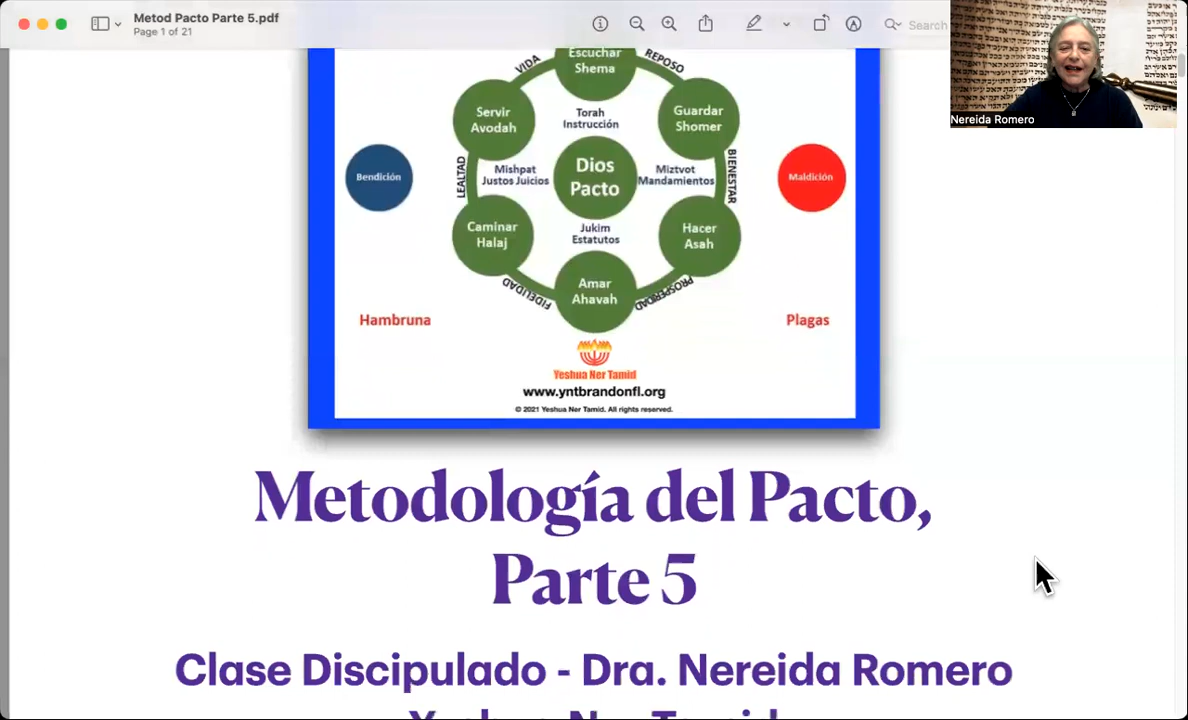 Metod Pacto Parte 5.pdf
Page 1 of 21
Search
Nereida Romero
Escuchar
Shema
VIDA
REPOSO
Servir
Avodah
Torah
Instrucción
Guardar
Shomer
Bendición
LEALTAD
Mishpat
Justos Juicios
Dios
Pacto
Miztvot
Mandamientos
BIENESTAR
Maldición
Caminar
Halaj
Jukim
Estatutos
Hacer
Asah
Amar
Ahavah
FIDELIDAD
PROSPERIDAD
Hambruna
Plagas
Yeshua Ner Tamid
www.yntbrandonfl.org
© 2021 Yeshua Ner Tamid. All rights reserved.
Metodología del Pacto,
Parte 5
Clase Discipulado - Dra. Nereida Romero
Yeshua Ner Tamid